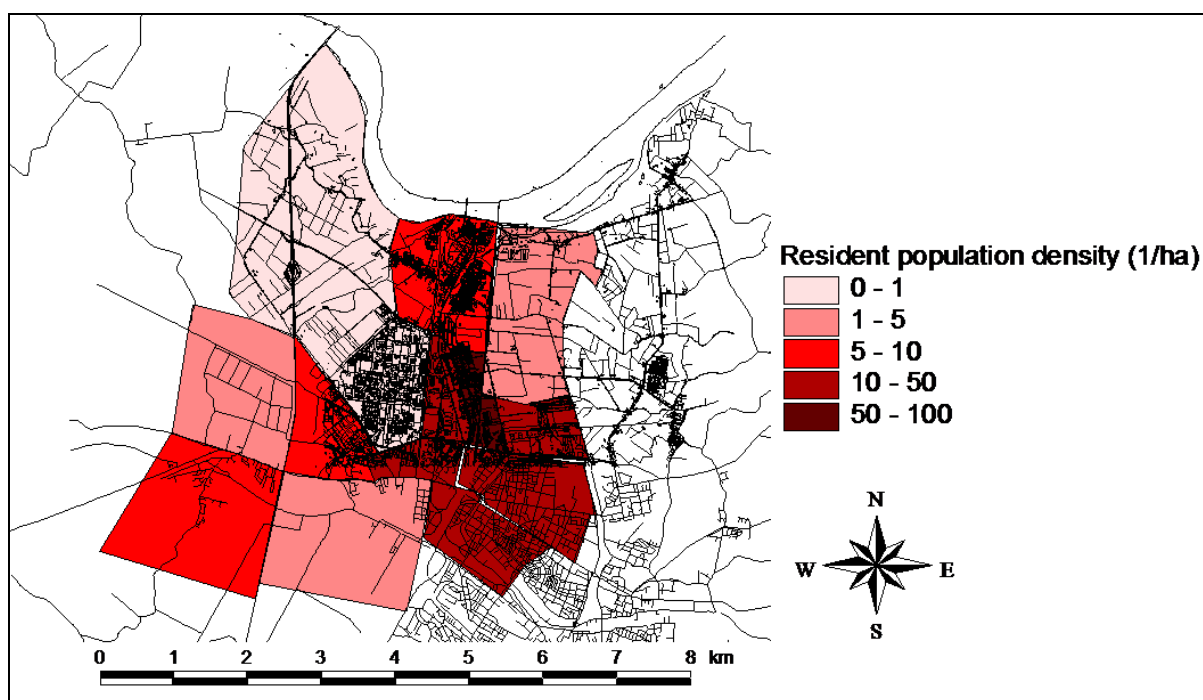 Resident population density (1/ha)
0 - 1
1 - 5
5 - 10
10 - 50
50 - 100
N
W E
S
0 1 2 3 4 5 6 7 8 km